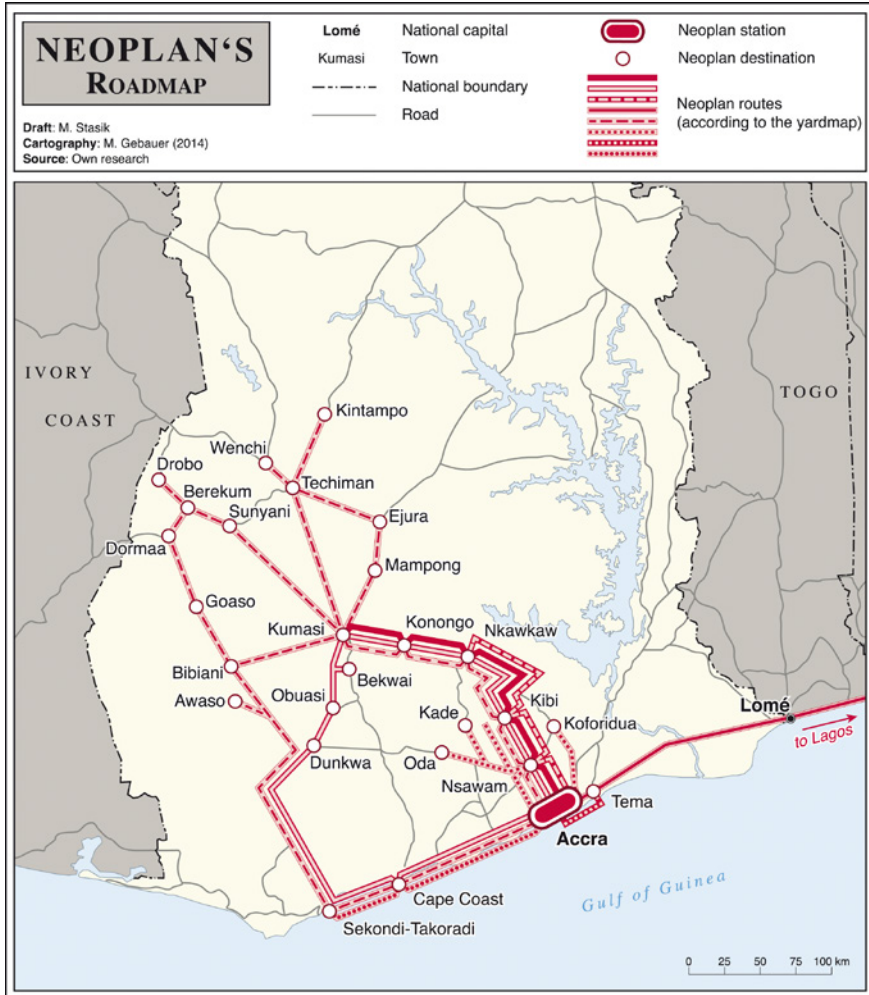 NEOPLAN‘S
ROADMAP
Draft: M. Stasik
Cartography: M. Gebauer (2014)
Source: Own research
Lomé National capital
Kumasi Town
National boundary
Road
Neoplan station
Neoplan destination
Neoplan routes
(according to the yardmap)
IVORY
COAST
TOGO
Kintampo
Wenchi
Drobo
Techiman
Berekum
Sunyani
Ejura
Dormaa
Mampong
Goaso
Kumasi
Konongo
Nkawkaw
Bibiani
Bekwai
Awaso
Obuasi
Kibi
Kade
Koforidua
Lomé
to Lagos
Dunkwa
Oda
Nsawam
Tema
Accra
Cape Coast
Gulf of Guinea
Sekondi-Takoradi
0 25 50 75 100 km